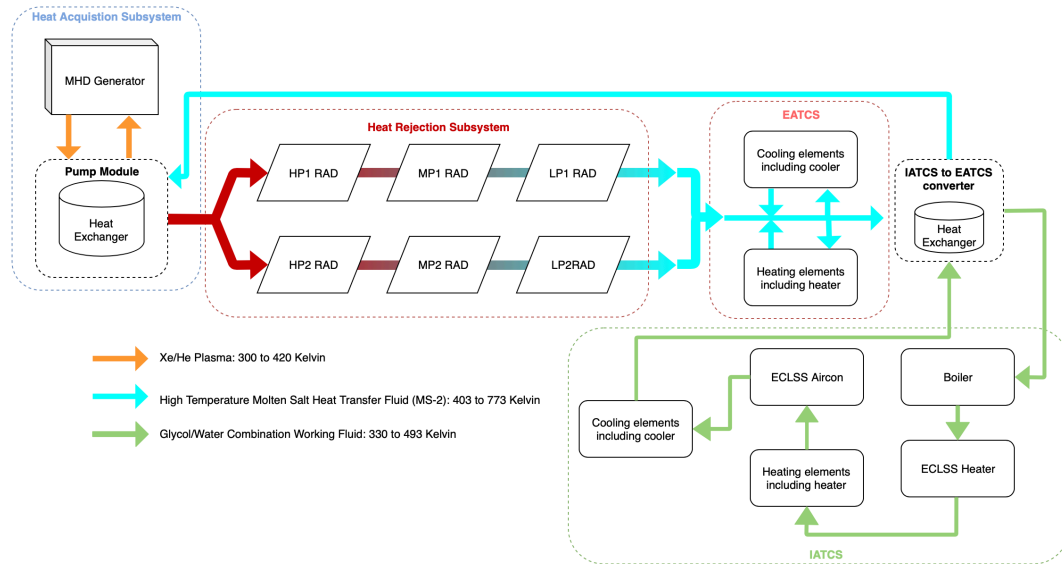 Heat Acquistion Subsystem
MHD Generator
Pump Module
Heat
Exchanger
Heat Rejection Subsystem
HP1 RAD
MP1 RAD
LP1 RAD
HP2 RAD
MP2 RAD
LP2RAD
EATCS
Cooling elements
including cooler
Heating elements
including heater
IATCS to EATCS
converter
Heat
Exchanger
Xe/He Plasma: 300 to 420 Kelvin
High Temperature Molten Salt Heat Transfer Fluid (MS-2): 403 to 773 Kelvin
Glycol/Water Combination Working Fluid: 330 to 493 Kelvin
ECLSS Aircon
Boiler
Cooling elements
including cooler
Heating elements
including heater
ECLSS Heater
IATCS